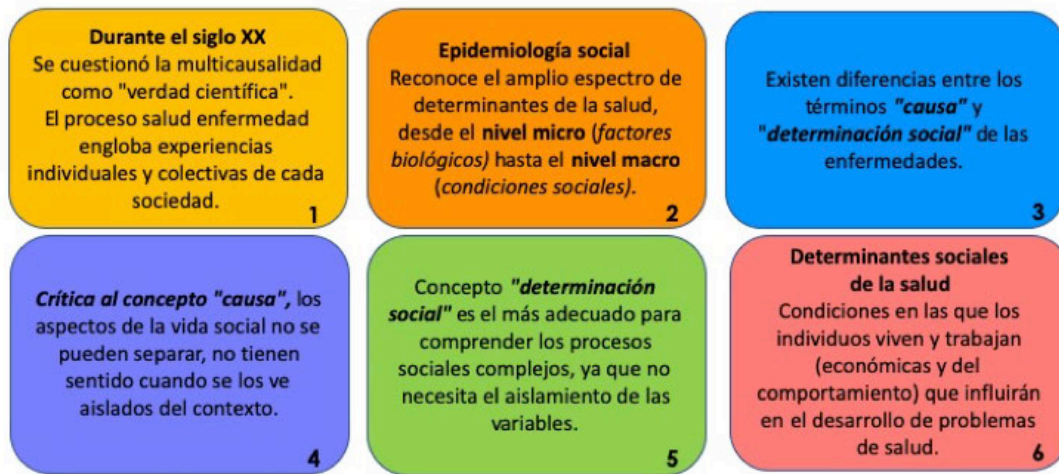 Durante el siglo XX
Se cuestionó la multicausalidad
como "verdad científica".
El proceso salud enfermedad
engloba experiencias
individuales y colectivas de cada
sociedad.
1
Epidemiología social
Reconoce el amplio espectro de
determinantes de la salud,
desde el nivel micro (factores
biológicos) hasta el nivel macro
(condiciones sociales).
2
Existen diferencias entre los
términos "causa" y
"determinación social" de las
enfermedades.
3
Crítica al concepto "causa", los
aspectos de la vida social no se
pueden separar, no tienen
sentido cuando se los ve
aislados del contexto.
4
Concepto "determinación
social" es el más adecuado para
comprender los procesos
sociales complejos, ya que no
necesita el aislamiento de las
variables.
5
Determinantes sociales
de la salud
Condiciones en las que los
individuos viven y trabajan
(económicas y del
comportamiento) que influirán
en el desarrollo de problemas
de salud.
6